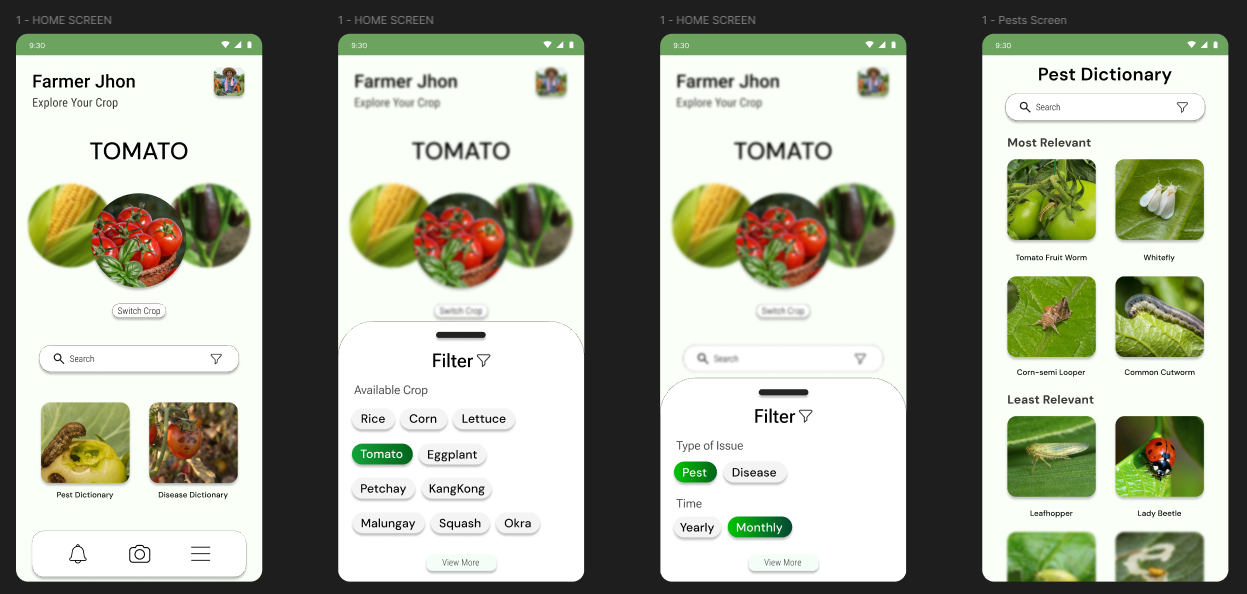 1 - HOME SCREEN
9:30
Farmer Jhon
Explore Your Crop
TOMATO
Switch Crop
Search
Pest Dictionary
Disease Dictionary
1 - HOME SCREEN
9:30
Farmer Jhon
Explore Your Crop
TOMATO
Switch Crop
Filter
Available Crop
Rice
Corn
Lettuce
Tomato
Eggplant
Petchay
KangKong
Malungay
Squash
Okra
View More
1 - HOME SCREEN
9:30
Farmer Jhon
Explore Your Crop
TOMATO
Switch Crop
Search
Filter
Type of Issue
Pest
Disease
Time
Yearly
Monthly
View More
1 - Pests Screen
9:30
Pest Dictionary
Search
Most Relevant
Tomato Fruit Worm
Whitefly
Corn-semi Looper
Common Cutworm
Least Relevant
Leafhopper
Lady Beetle